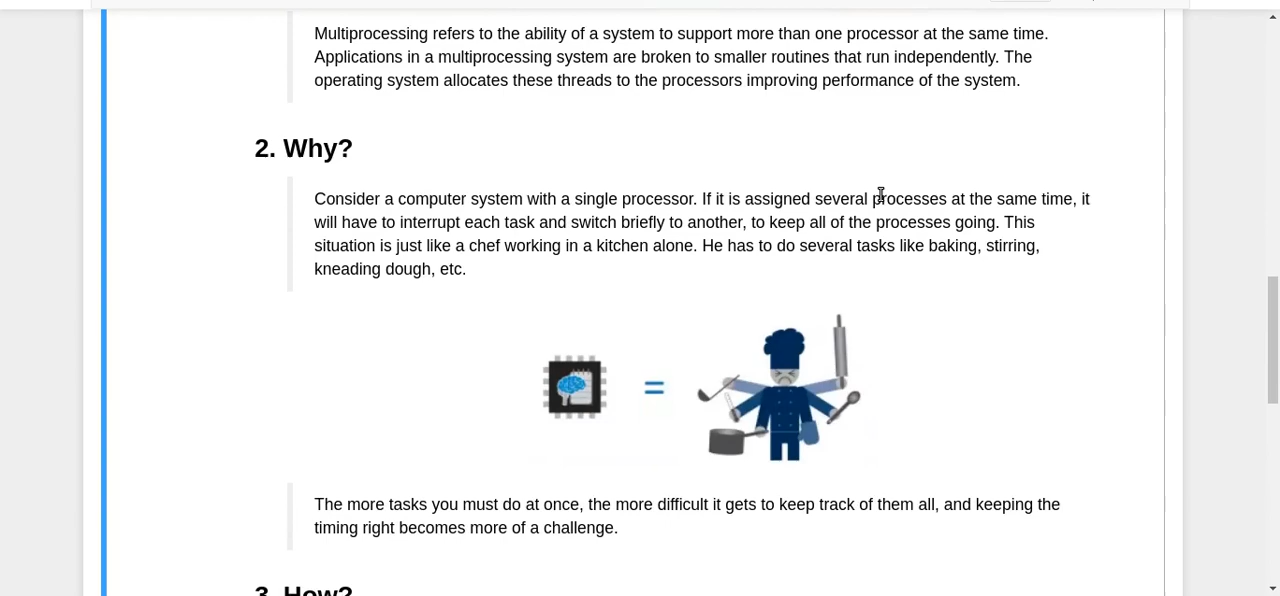 Multiprocessing refers to the ability of a system to support more than one processor at the same time.
Applications in a multiprocessing system are broken to smaller routines that run independently. The
operating system allocates these threads to the processors improving performance of the system.
2. Why?
Consider a computer system with a single processor. If it is assigned several processes at the same time, it
will have to interrupt each task and switch briefly to another, to keep all of the processes going. This
situation is just like a chef working in a kitchen alone. He has to do several tasks like baking, stirring,
kneading dough, etc.
=
The more tasks you must do at once, the more difficult it gets to keep track of them all, and keeping the
timing right becomes more of a challenge.
3. How?